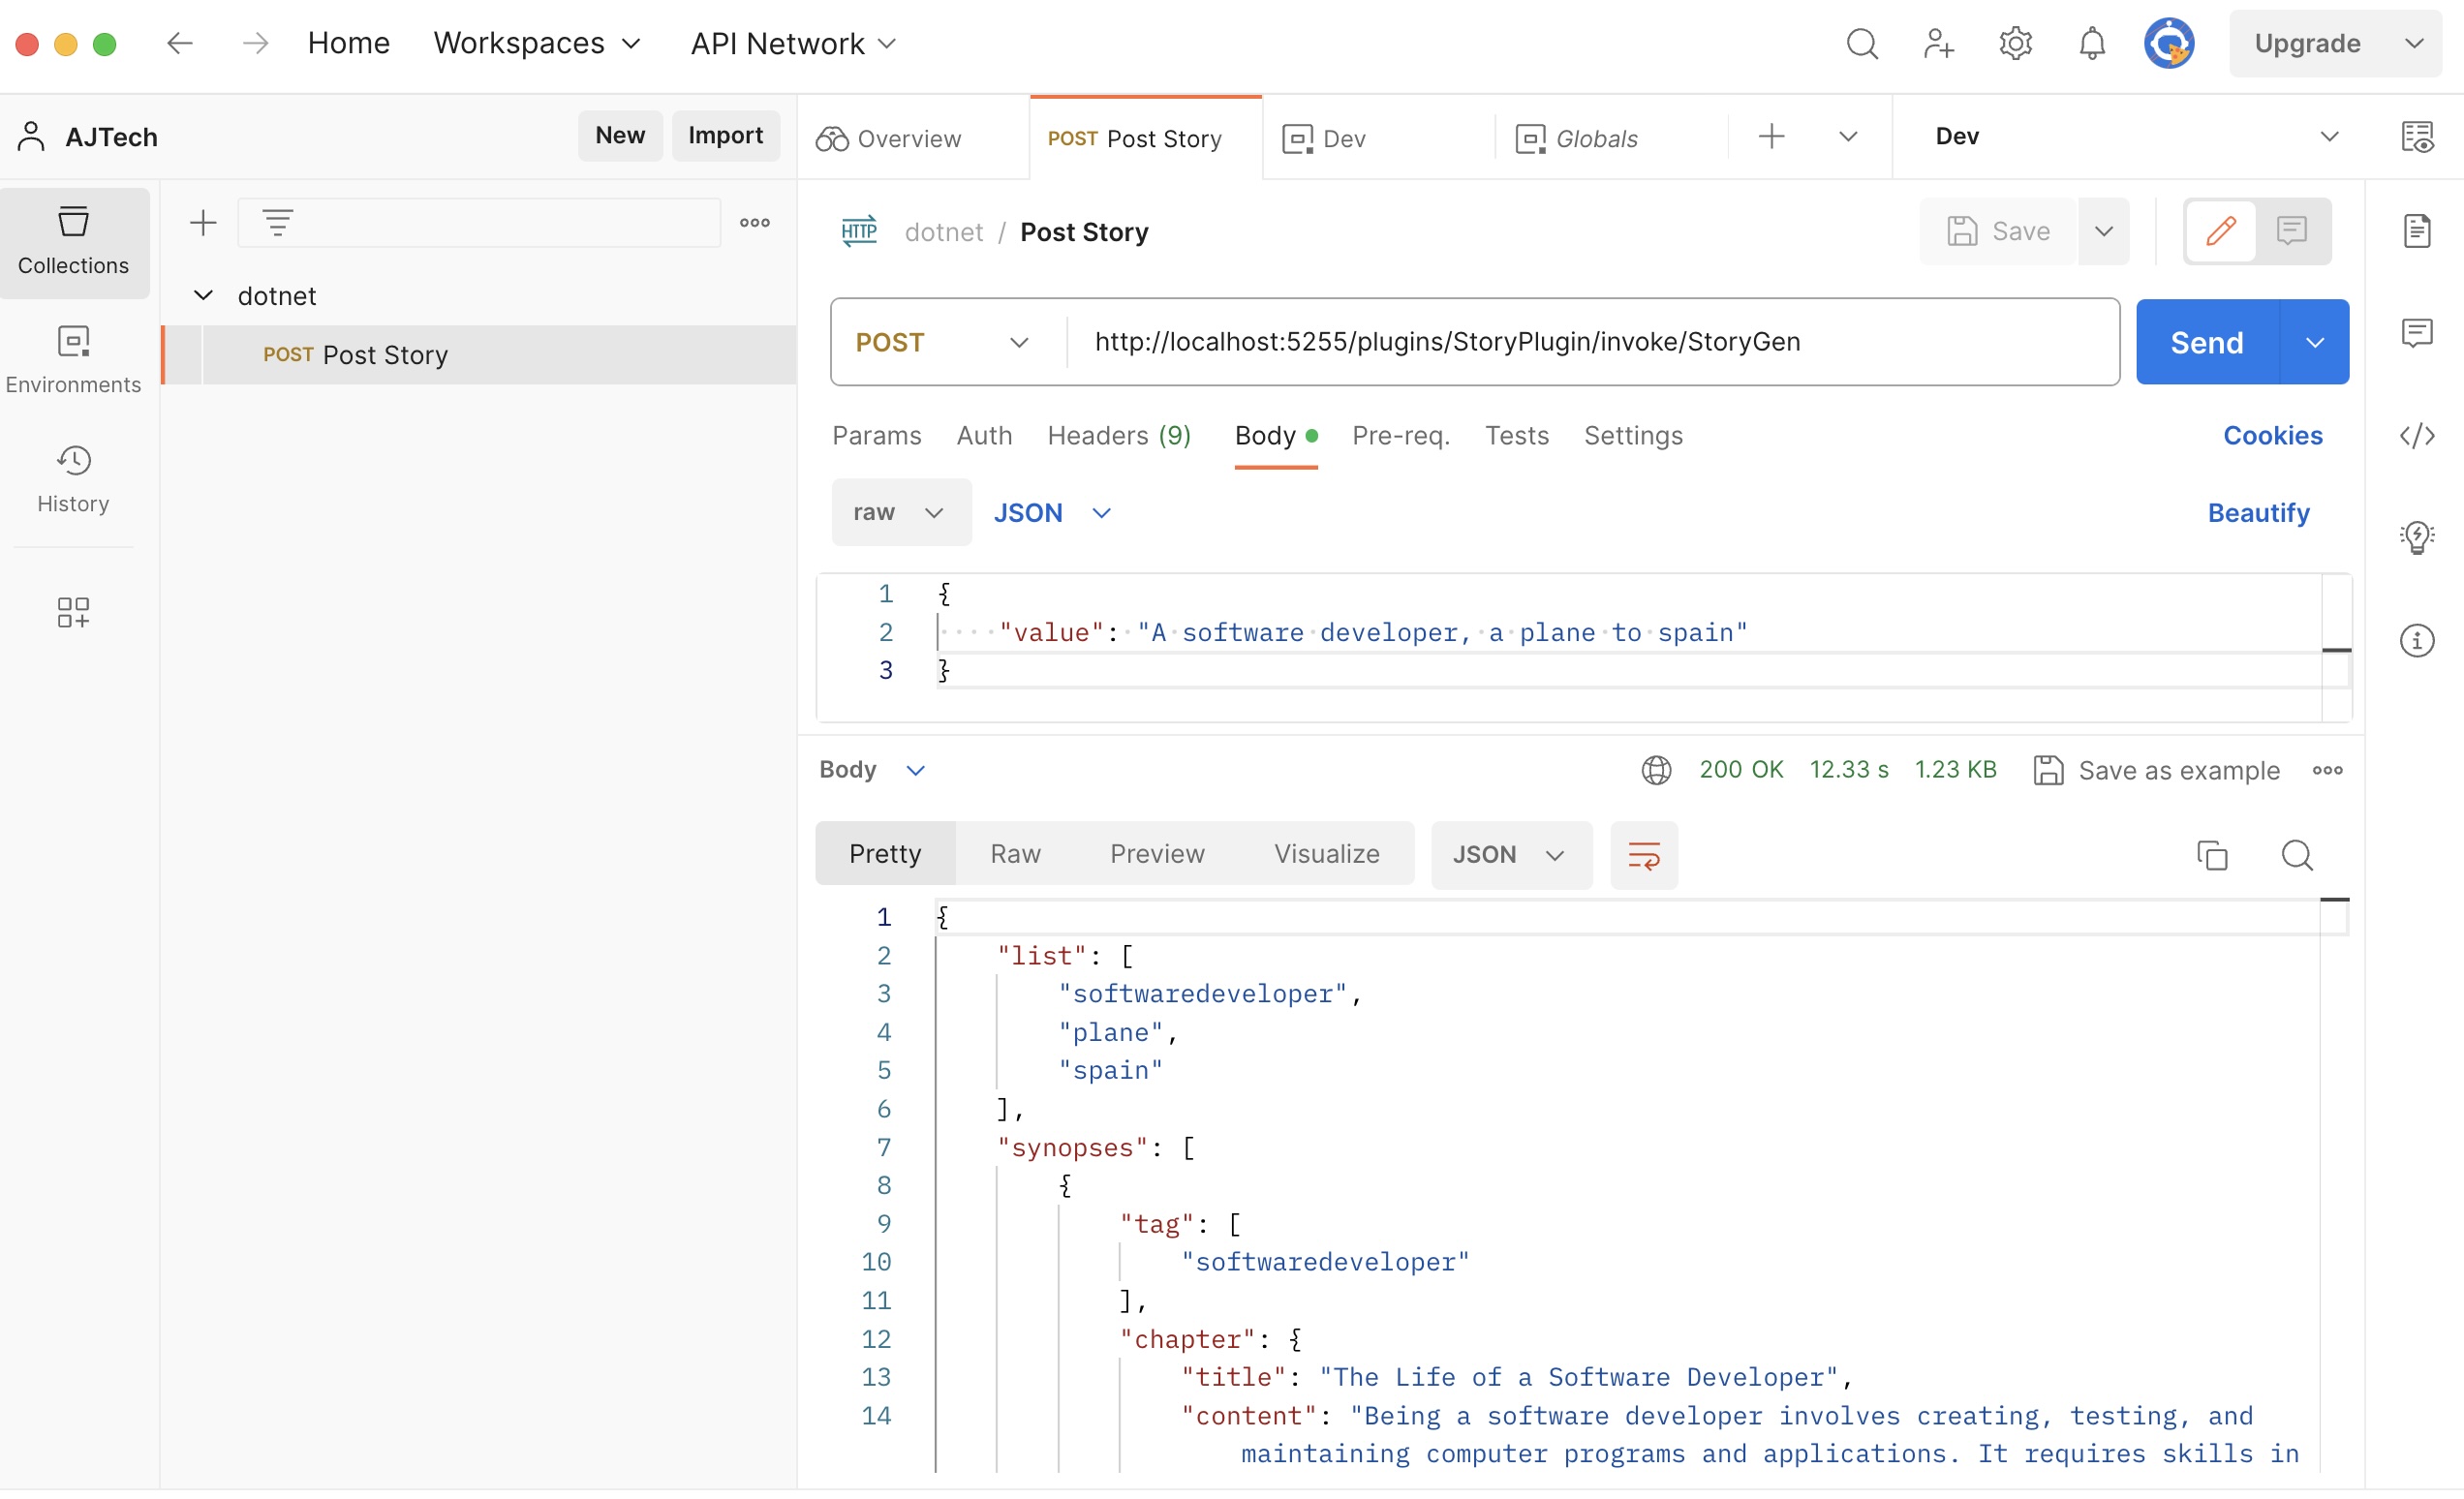 Home Workspaces API Network Upgrade
AJTech New Import
Overview POST Post Story Dev Globals Dev
Collections
Environments
History
dotnet
POST Post Story
HTTP dotnet / Post Story Save
POST http://localhost:5255/plugins/StoryPlugin/invoke/StoryGen Send
Params Auth Headers (9) Body Pre-req. Tests Settings Cookies
raw JSON Beautify
1 {
2 "value": "A software developer, a plane to spain"
3 }
Body 200 OK 12.33 s 1.23 KB Save as example
Pretty Raw Preview Visualize JSON
1 {
2 "list": [
3 "softwaredeveloper",
4 "plane",
5 "spain"
6 ],
7 "synopses": [
8 {
9 "tag": [
10 "softwaredeveloper"
11 ],
12 "chapter": {
13 "title": "The Life of a Software Developer",
14 "content": "Being a software developer involves creating, testing, and
maintaining computer programs and applications. It requires skills in